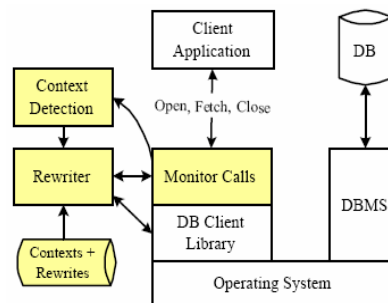 Client
Application
DB
Context
Detection
Open, Fetch, Close
Rewriter
Monitor Calls
DB Client
Library
DBMS
Contexts +
Rewrites
Operating System